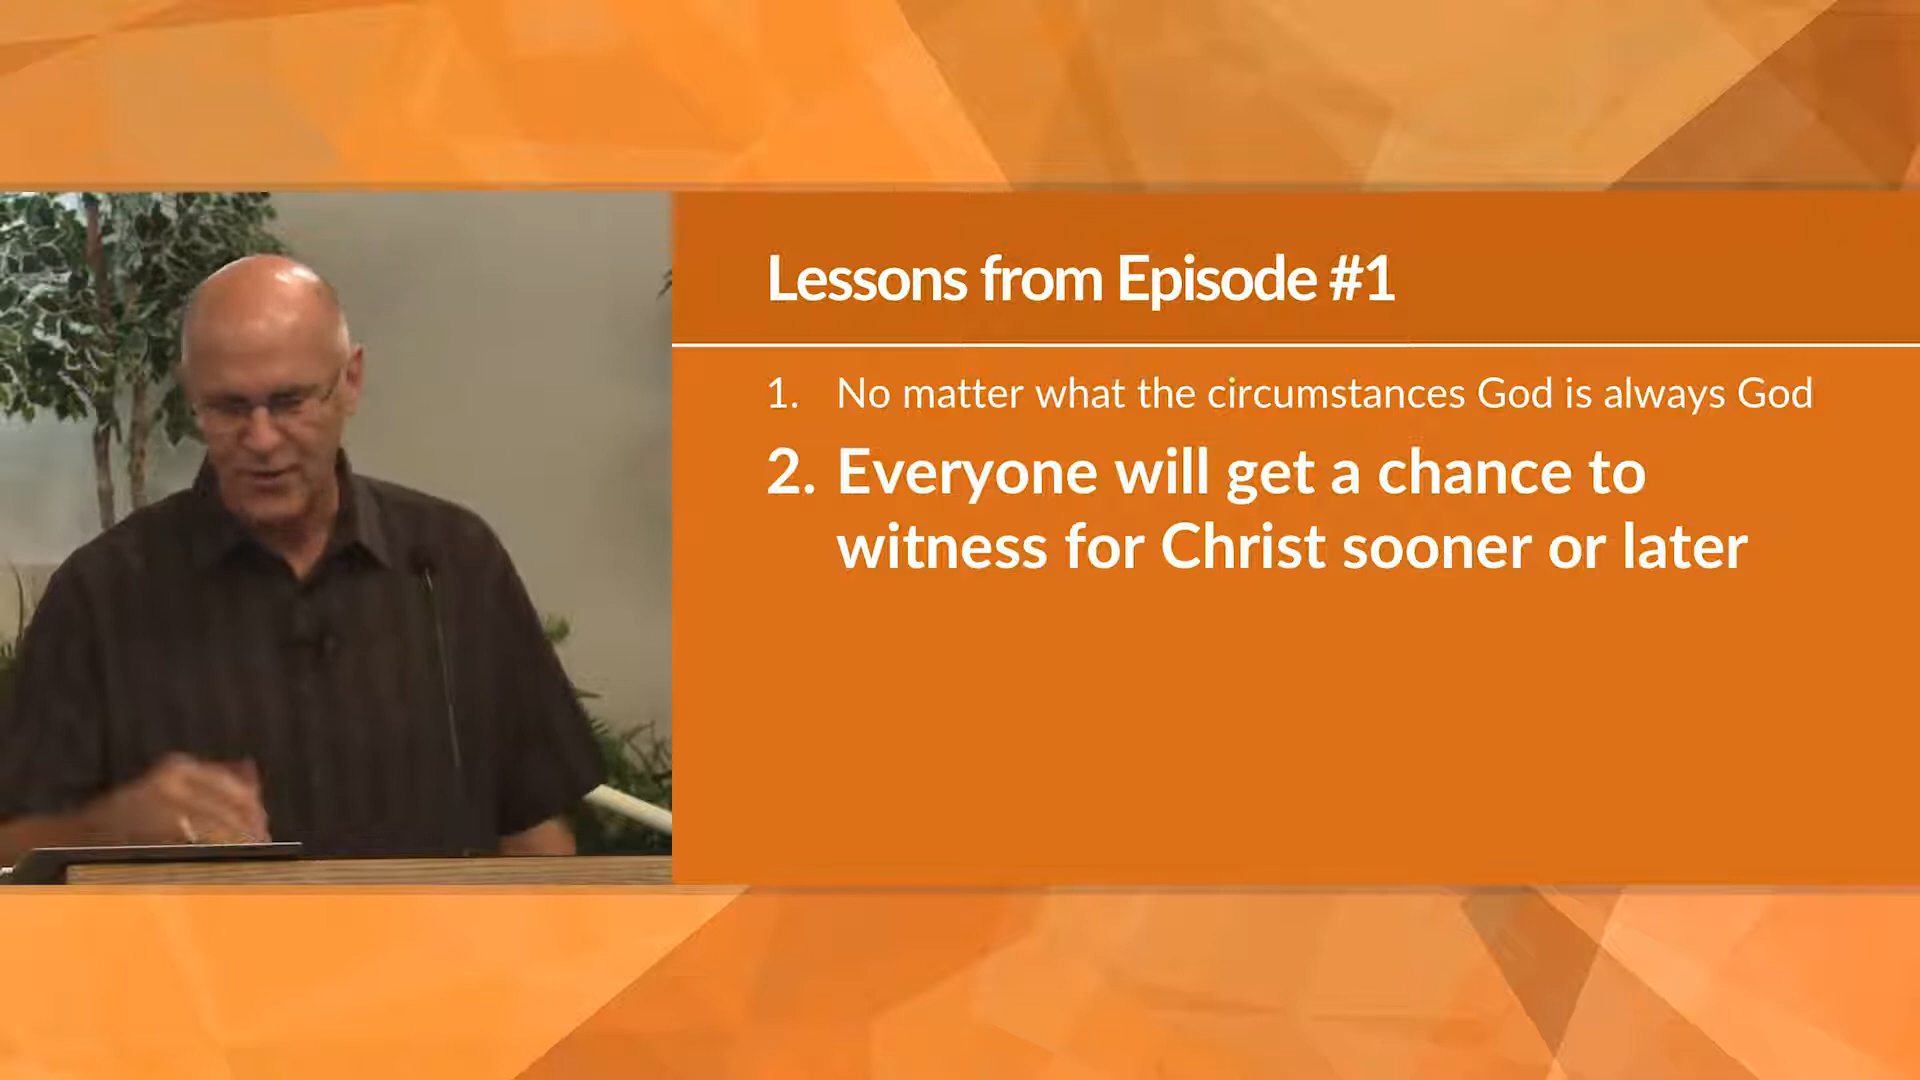 Lessons from Episode #1
1. No matter what the circumstances God is always God
2. Everyone will get a chance to
witness for Christ sooner or later